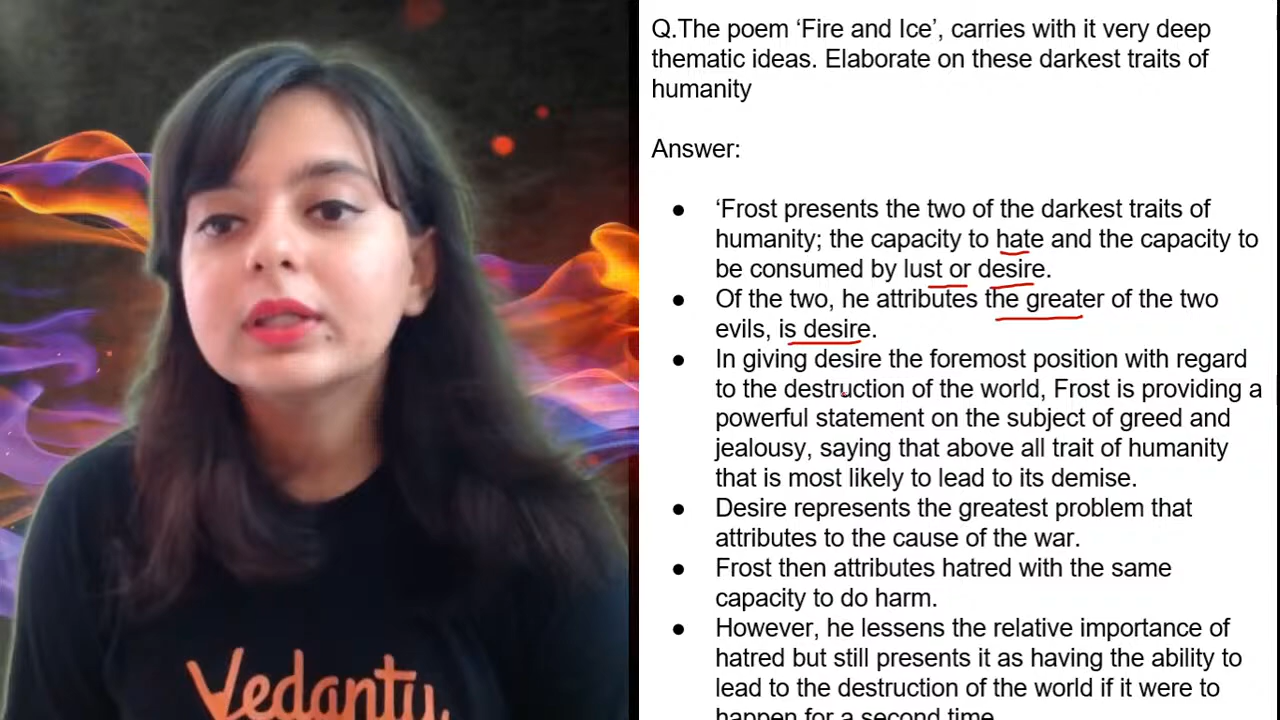 Q.The poem ‘Fire and Ice’, carries with it very deep
thematic ideas. Elaborate on these darkest traits of
humanity
Answer:
● ‘Frost presents the two of the darkest traits of
humanity; the capacity to hate and the capacity to
be consumed by lust or desire.
● Of the two, he attributes the greater of the two
evils, is desire.
● In giving desire the foremost position with regard
to the destruction of the world, Frost is providing a
powerful statement on the subject of greed and
jealousy, saying that above all trait of humanity
that is most likely to lead to its demise.
● Desire represents the greatest problem that
attributes to the cause of the war.
● Frost then attributes hatred with the same
capacity to do harm.
● However, he lessens the relative importance of
hatred but still presents it as having the ability to
lead to the destruction of the world if it were to
happen for a second time
Vedantu